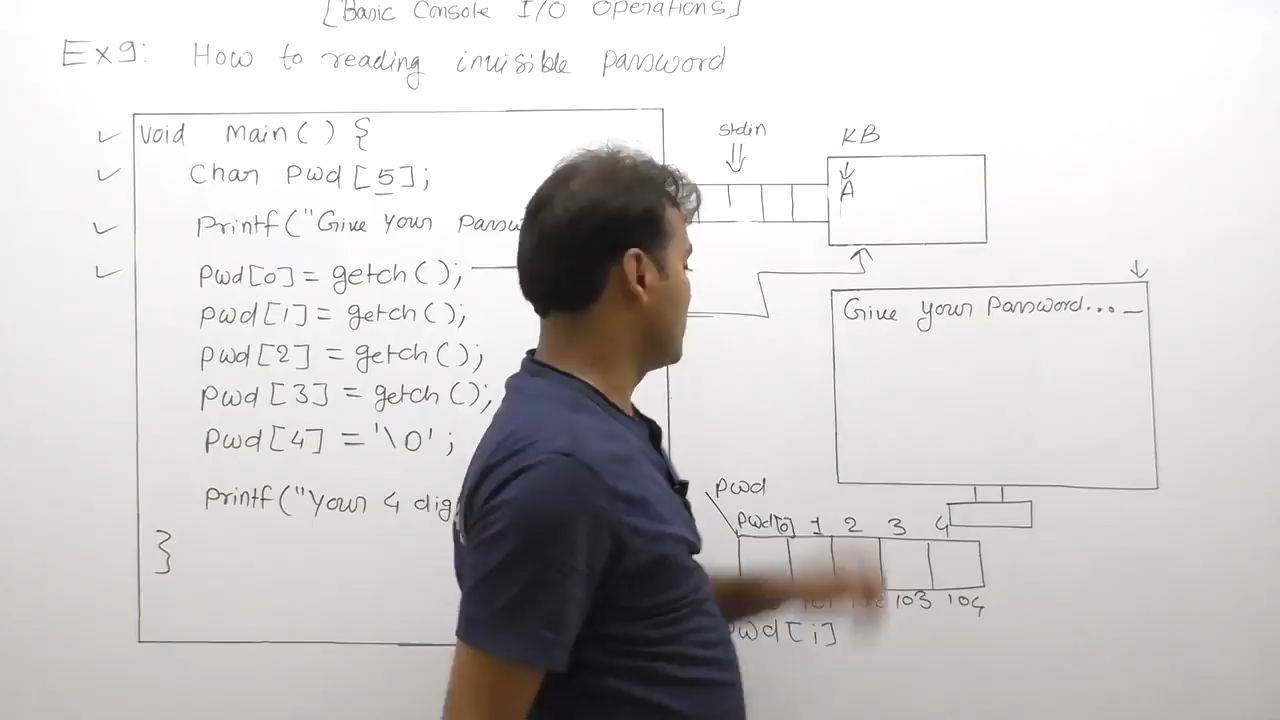 [Basic Console I/O Operations]
Ex9: How to reading invisible password
void main() {
char pwd[5];
printf("Give your passw
pwd[0] = getch();
pwd[1] = getch();
pwd[2] = getch();
pwd[3] = getch();
pwd[4] = '\0';
printf("your 4 dig
}
stdin
KB
A
Give your password... _
pwd
pwd[0] 1 2 3 4
103 104
pwd[i]